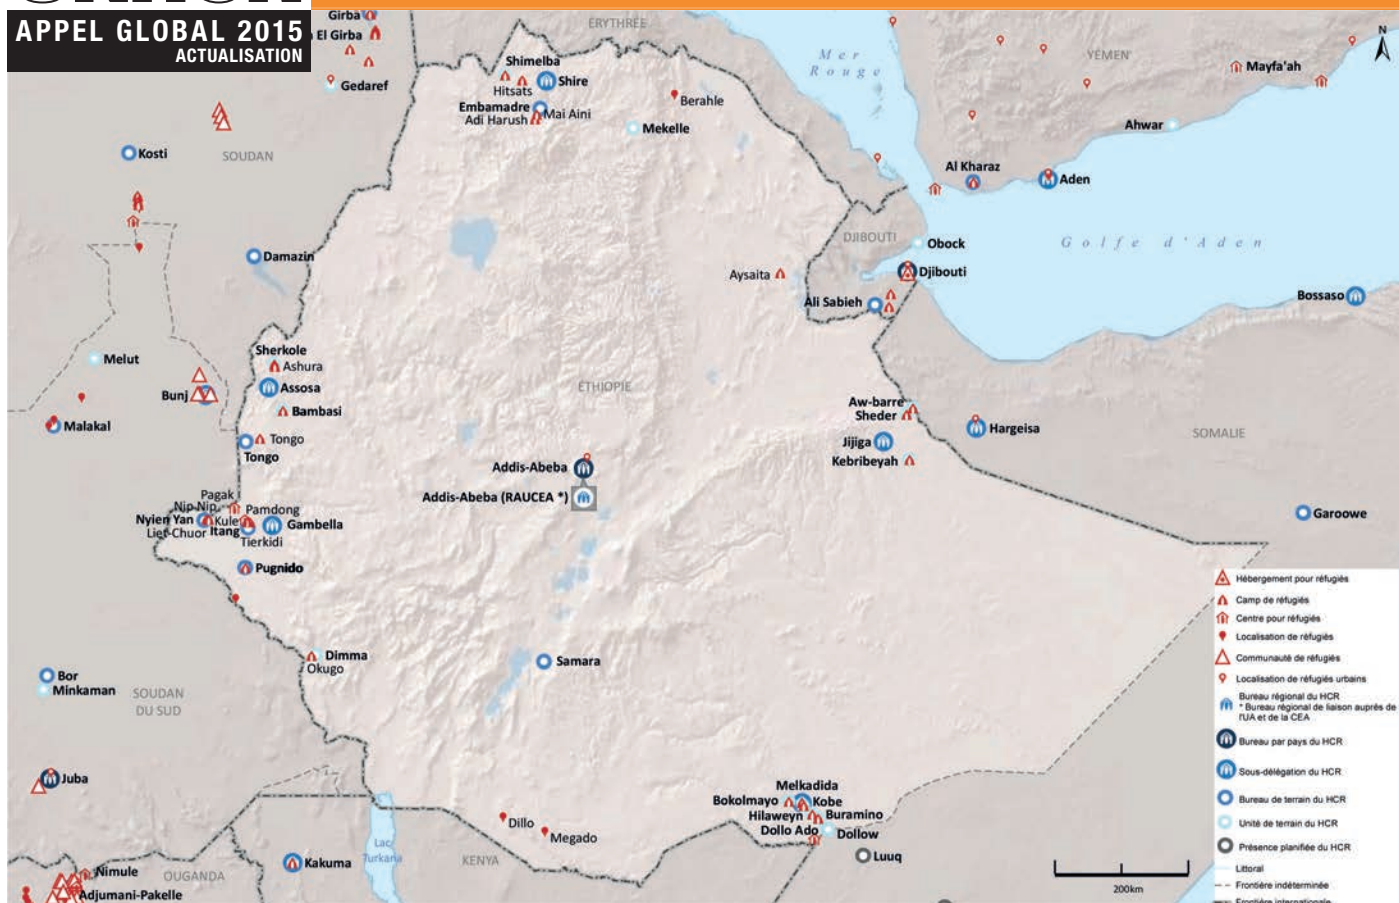 APPEL GLOBAL 2015
ACTUALISATION
Girba
El Girba
Gedaref
ÉRYTHRÉE
Mer
Rouge
YÉMEN
Mayfa'ah
Ahwar
Shimelba
Shire
Hitsats
Embamadre
Mai Aini
Adi Harush
Berahle
Mekelle
Kosti
SOUDAN
Al Kharaz
Aden
Damazin
DJIBOUTI
Obock
Golfe d'Aden
Aysaita
Djibouti
Ali Sabieh
Bossaso
Melut
Sherkole
Ashura
Assosa
Bunj
Bambasi
ÉTHIOPIE
Aw-barre
Sheder
Malakal
Tongo
Tongo
Jijiga
Kebribeyah
Hargeisa
SOMALIE
Addis-Abeba
Addis-Abeba (RAUCEA *)
Pagak
Nip Nip
Pamdong
Nyien Yan
Kule
Gambella
Liet-Chuor
Itang
Tierkidi
Garoowe
Pugnido
Dimma
Okugo
Samara
Bor
Minkaman
SOUDAN
DU SUD
Juba
Melkadida
Bokolmayo
Kobe
Hilaweyn
Buramino
Dollo Ado
Dollow
Dillo
Megado
Luuq
Lac
Turkana
KENYA
Kakuma
OUGANDA
Nimule
Adjumani-Pakelle
N
Hébergement pour réfugiés
Camp de réfugiés
Centre pour réfugiés
Localisation de réfugiés
Communauté de réfugiés
Localisation de réfugiés urbains
Bureau régional du HCR
* Bureau régional de liaison auprès de
l'UA et de la CEA
Bureau par pays du HCR
Sous-délégation du HCR
Bureau de terrain du HCR
Unité de terrain du HCR
Présence planifiée du HCR
Littoral
Frontière indéterminée
Frontière internationale
200km